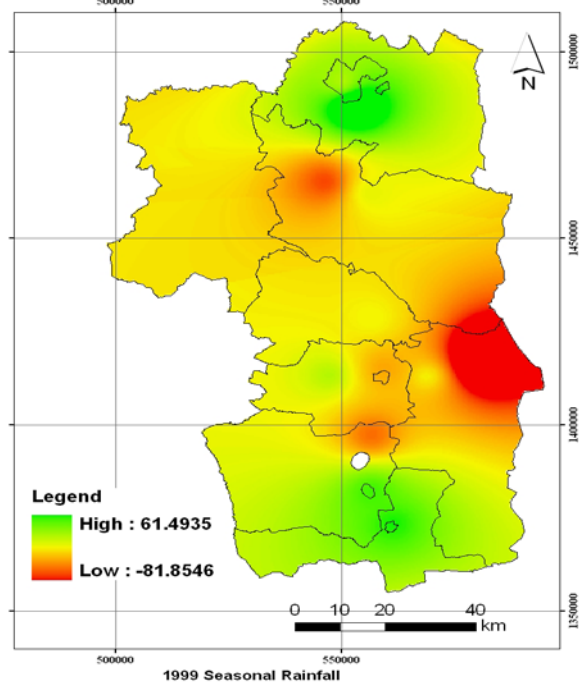 500000
550000
1500000
N
1450000
1400000
Legend
High : 61.4935
Low : -81.8546
0 10 20 40
km
1350000
500000
550000
1999 Seasonal Rainfall